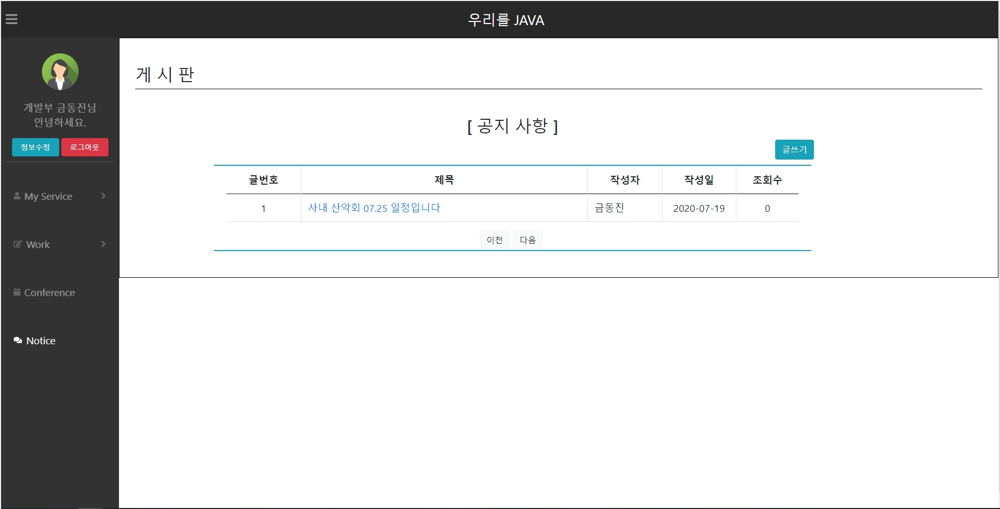 우리를 JAVA
개발부 금동진님
안녕하세요.
정보수정 로그아웃
My Service
Work
Conference
Notice
게 시 판
[ 공지 사항 ]
글쓰기
글번호 제목 작성자 작성일 조회수
1 사내 산악회 07.25 일정입니다 금동진 2020-07-19 0
이전 다음